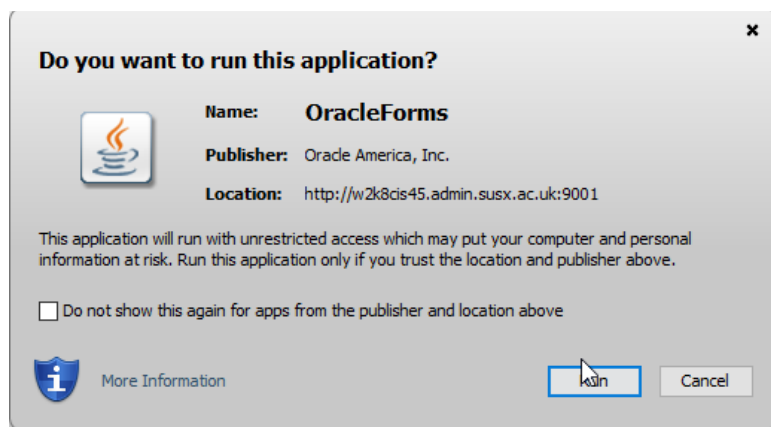 Do you want to run this application?
Name: OracleForms
Publisher: Oracle America, Inc.
Location: http://w2k8cis45.admin.susx.ac.uk:9001
This application will run with unrestricted access which may put your computer and personal
information at risk. Run this application only if you trust the location and publisher above.
Do not show this again for apps from the publisher and location above
More Information
Run Cancel